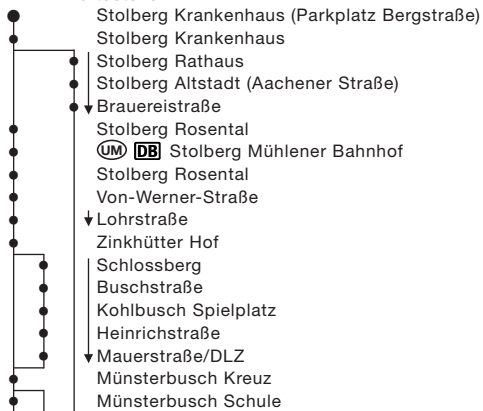 Stolberg Krankenhaus (Parkplatz Bergstraße)
Stolberg Krankenhaus
Stolberg Rathaus
Stolberg Altstadt (Aachener Straße)
Brauereistraße
Stolberg Rosental
UM DB Stolberg Mühlener Bahnhof
Stolberg Rosental
Von-Werner-Straße
Lohrstraße
Zinkhütter Hof
Schlossberg
Buschstraße
Kohlbusch Spielplatz
Heinrichstraße
Mauerstraße/DLZ
Münsterbusch Kreuz
Münsterbusch Schule